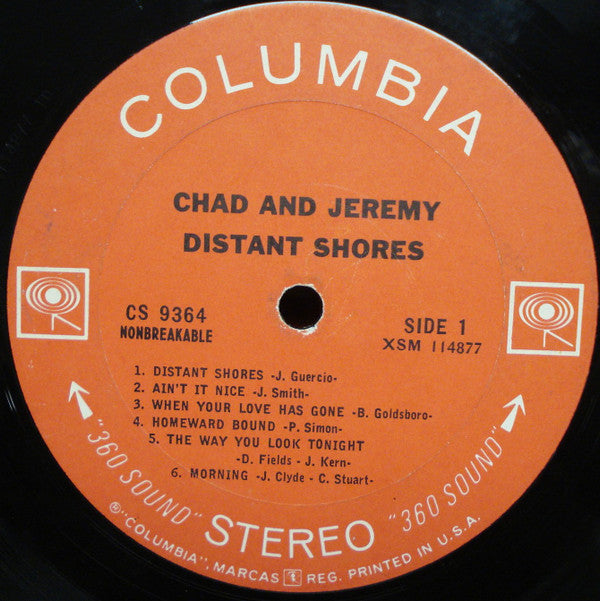 COLUMBIA
CHAD AND JEREMY
DISTANT SHORES
CS 9364
NONBREAKABLE
SIDE 1
XSM 114877
1. DISTANT SHORES -J. Guercio-
2. AIN'T IT NICE -J. Smith-
3. WHEN YOUR LOVE HAS GONE -B. Goldsboro-
4. HOMEWARD BOUND -P. Simon-
5. THE WAY YOU LOOK TONIGHT
-D. Fields - J. Kern-
6. MORNING -J. Clyde - C. Stuart-
"360 SOUND" STEREO "360 SOUND"
®"COLUMBIA", MARCAS REG. PRINTED IN U.S.A.